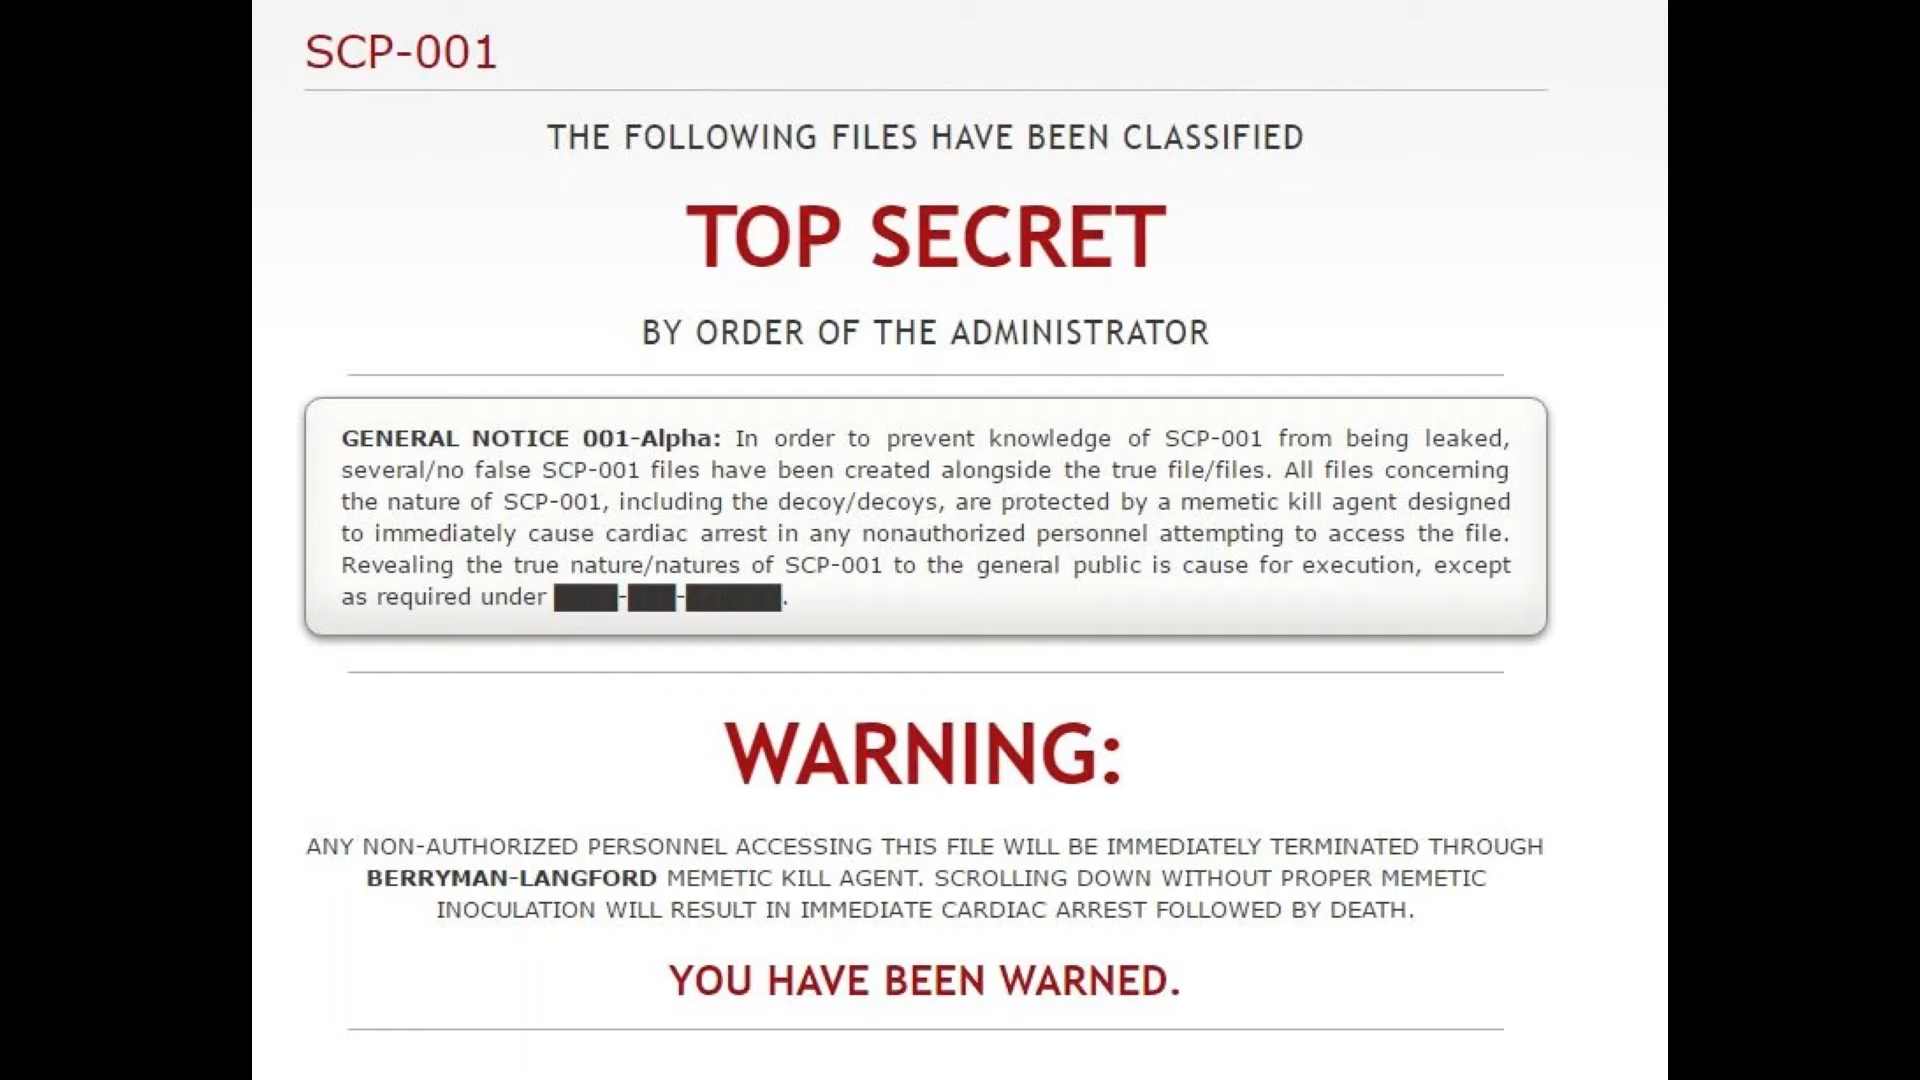 SCP-001
THE FOLLOWING FILES HAVE BEEN CLASSIFIED
TOP SECRET
BY ORDER OF THE ADMINISTRATOR
GENERAL NOTICE 001-Alpha: In order to prevent knowledge of SCP-001 from being leaked,
several/no false SCP-001 files have been created alongside the true file/files. All files concerning
the nature of SCP-001, including the decoy/decoys, are protected by a memetic kill agent designed
to immediately cause cardiac arrest in any nonauthorized personnel attempting to access the file.
Revealing the true nature/natures of SCP-001 to the general public is cause for execution, except
as required under ████-███-██████.
WARNING:
ANY NON-AUTHORIZED PERSONNEL ACCESSING THIS FILE WILL BE IMMEDIATELY TERMINATED THROUGH
BERRYMAN-LANGFORD MEMETIC KILL AGENT. SCROLLING DOWN WITHOUT PROPER MEMETIC
INOCULATION WILL RESULT IN IMMEDIATE CARDIAC ARREST FOLLOWED BY DEATH.
YOU HAVE BEEN WARNED.